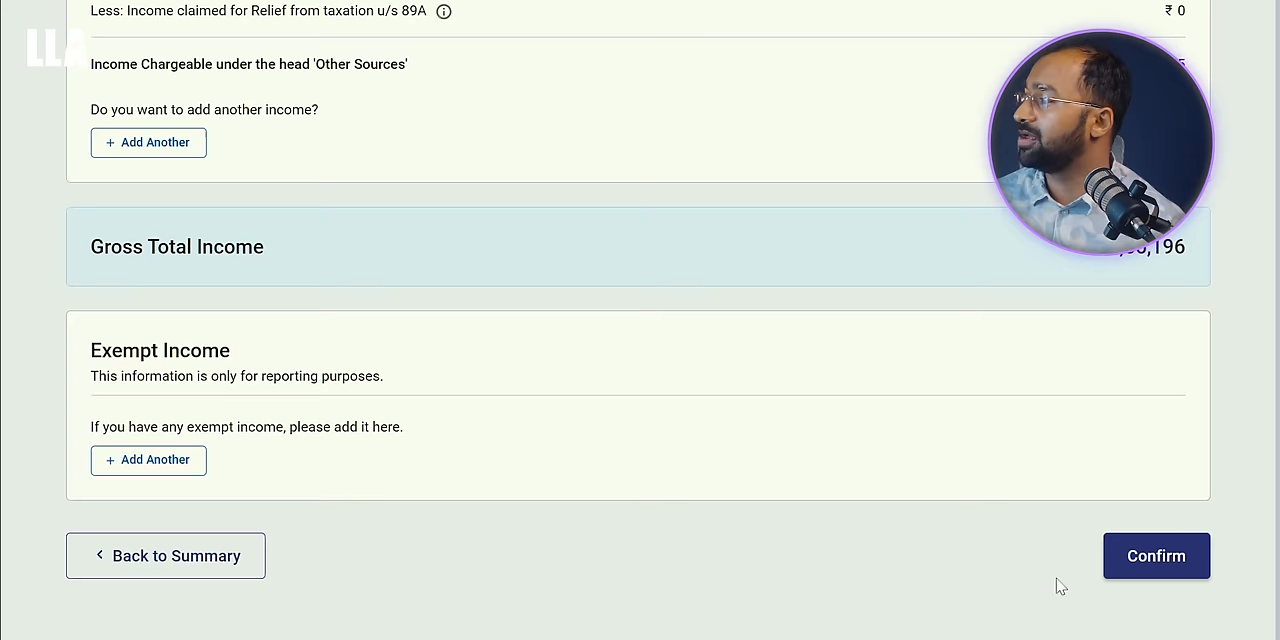 Less: Income claimed for Relief from taxation u/s 89A
₹ 0
LLA
Income Chargeable under the head 'Other Sources'
Do you want to add another income?
+ Add Another
Gross Total Income
,196
Exempt Income
This information is only for reporting purposes.
If you have any exempt income, please add it here.
+ Add Another
< Back to Summary
Confirm